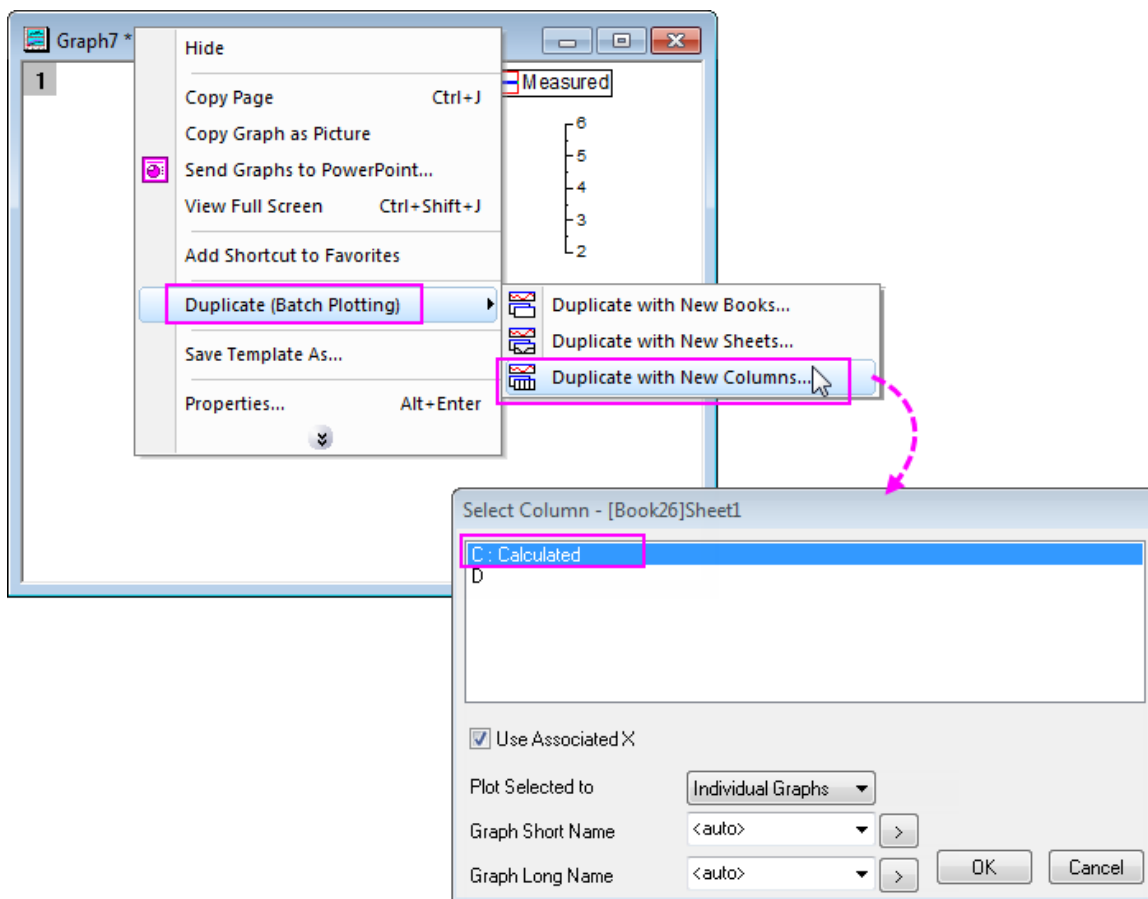 Graph7 *
1
Hide
Copy Page Ctrl+J
Copy Graph as Picture
Send Graphs to PowerPoint...
View Full Screen Ctrl+Shift+J
Add Shortcut to Favorites
Duplicate (Batch Plotting)
Save Template As...
Properties... Alt+Enter
Measured
6
5
4
3
2
Duplicate with New Books...
Duplicate with New Sheets...
Duplicate with New Columns...
Select Column - [Book26]Sheet1
C : Calculated
D
Use Associated X
Plot Selected to Individual Graphs
Graph Short Name <auto> >
Graph Long Name <auto> > OK Cancel